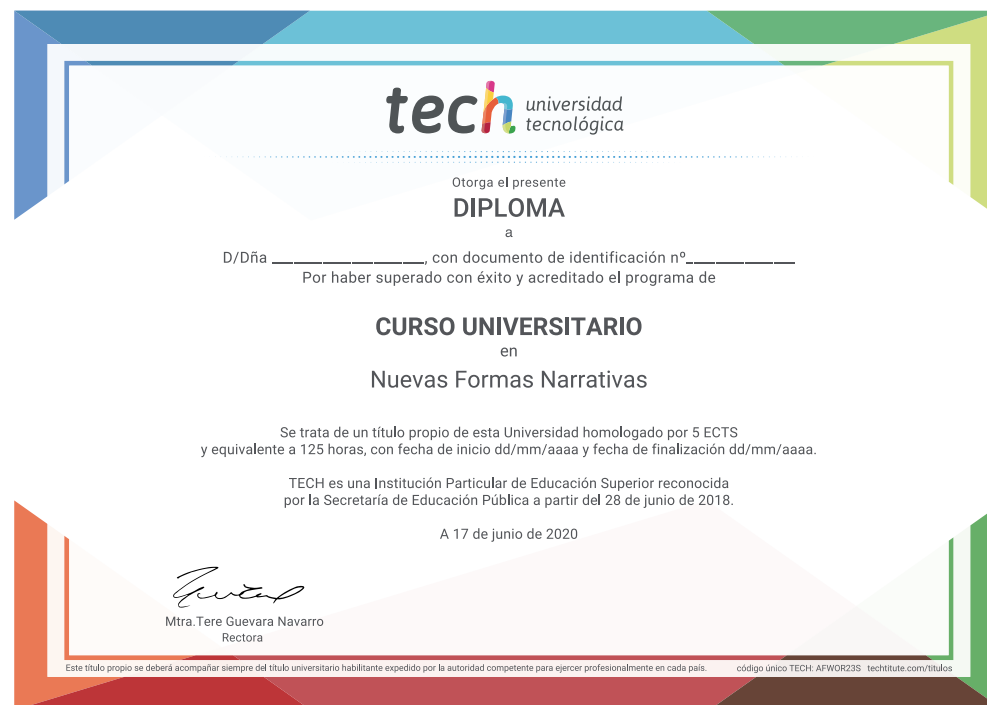 tech universidad
tecnológica
Otorga el presente
DIPLOMA
a
D/Dña ____________________, con documento de identificación nº______________
Por haber superado con éxito y acreditado el programa de
CURSO UNIVERSITARIO
en
Nuevas Formas Narrativas
Se trata de un título propio de esta Universidad homologado por 5 ECTS
y equivalente a 125 horas, con fecha de inicio dd/mm/aaaa y fecha de finalización dd/mm/aaaa.
TECH es una Institución Particular de Educación Superior reconocida
por la Secretaría de Educación Pública a partir del 28 de junio de 2018.
A 17 de junio de 2020
Mtra.Tere Guevara Navarro
Rectora
Este título propio se deberá acompañar siempre del título universitario habilitante expedido por la autoridad competente para ejercer profesionalmente en cada país. código único TECH: AFWOR23S techtitute.com/titulos